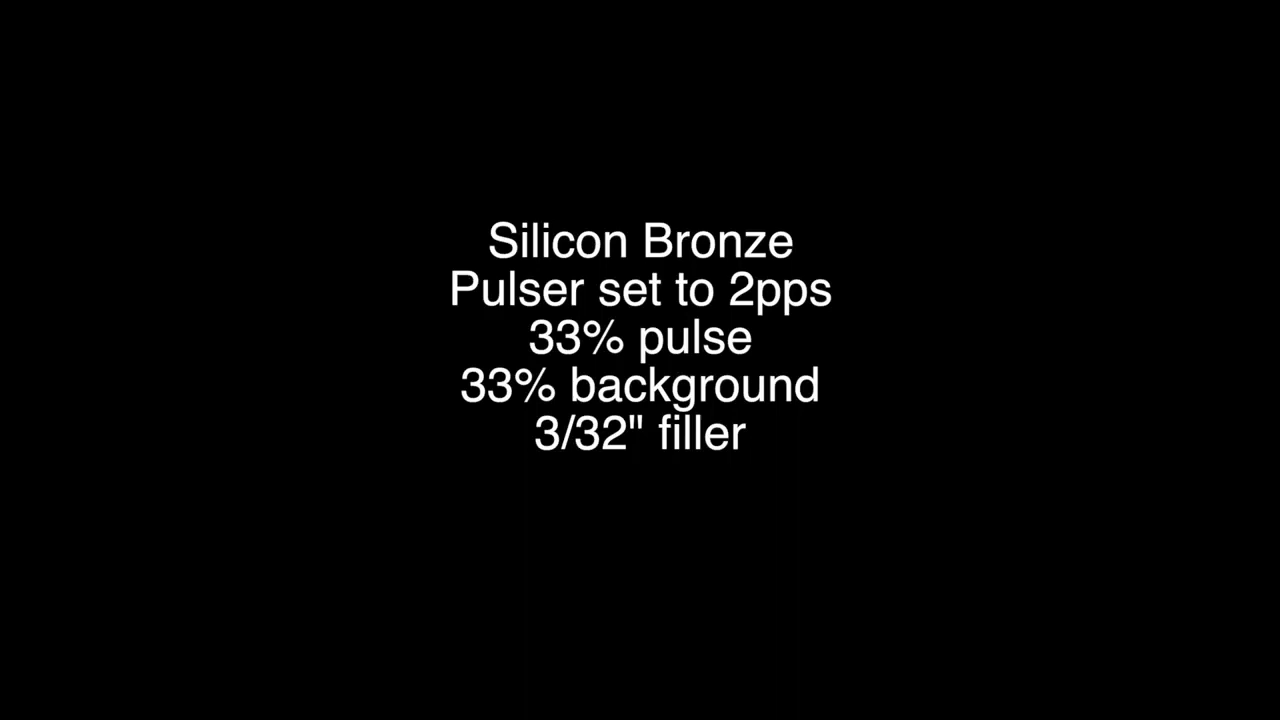 Silicon Bronze
Pulser set to 2pps
33% pulse
33% background
3/32" filler